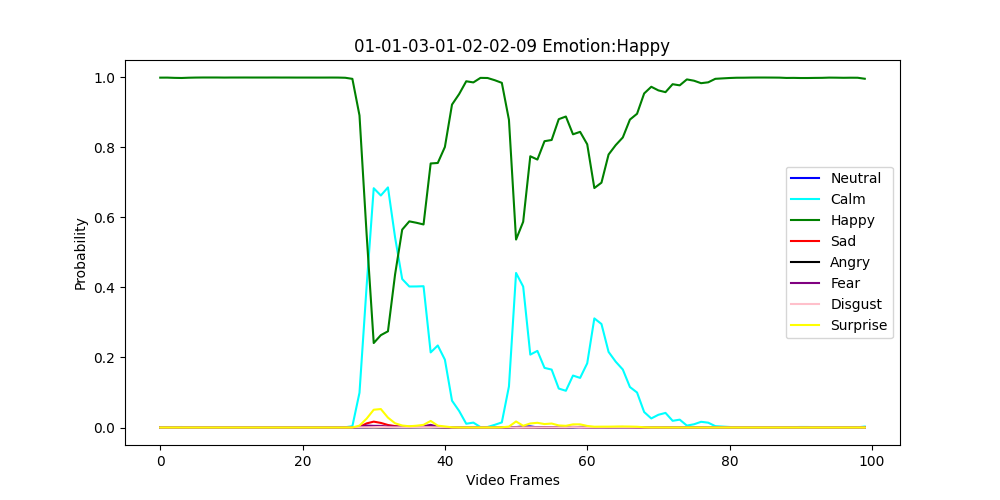 01-01-03-01-02-02-09 Emotion:Happy
Probability
1.0
0.8
0.6
0.4
0.2
0.0
Neutral
Calm
Happy
Sad
Angry
Fear
Disgust
Surprise
0 20 40 60 80 100
Video Frames